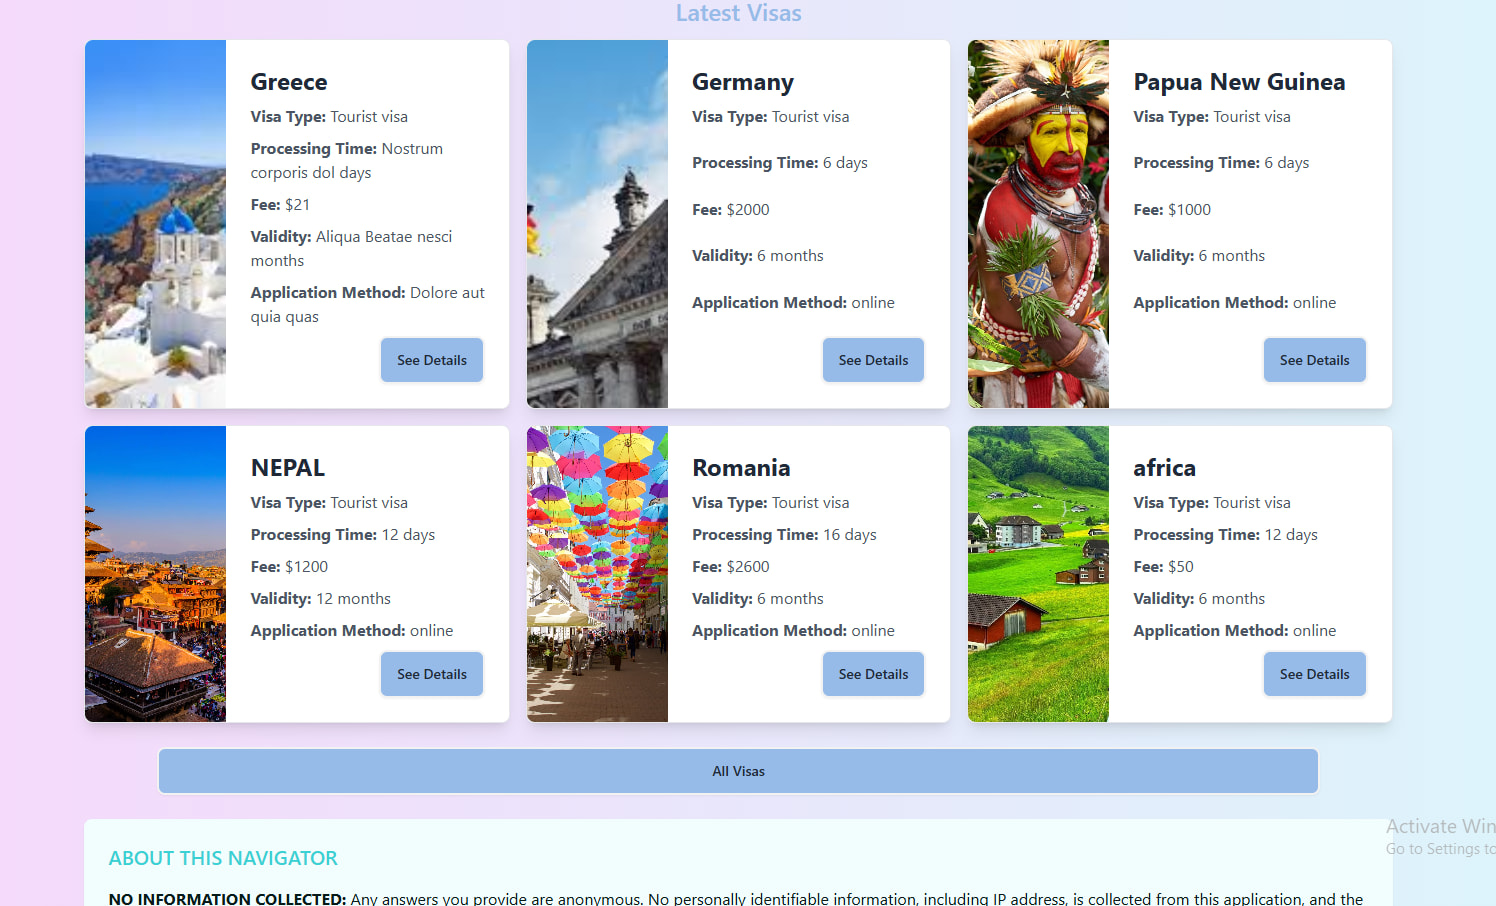 Latest Visas
Greece
Visa Type: Tourist visa
Processing Time: Nostrum
corporis dol days
Fee: $21
Validity: Aliqua Beatae nesci
months
Application Method: Dolore aut
quia quas
See Details
Germany
Visa Type: Tourist visa
Processing Time: 6 days
Fee: $2000
Validity: 6 months
Application Method: online
See Details
Papua New Guinea
Visa Type: Tourist visa
Processing Time: 6 days
Fee: $1000
Validity: 6 months
Application Method: online
See Details
NEPAL
Visa Type: Tourist visa
Processing Time: 12 days
Fee: $1200
Validity: 12 months
Application Method: online
See Details
Romania
Visa Type: Tourist visa
Processing Time: 16 days
Fee: $2600
Validity: 6 months
Application Method: online
See Details
africa
Visa Type: Tourist visa
Processing Time: 12 days
Fee: $50
Validity: 6 months
Application Method: online
See Details
All Visas
ABOUT THIS NAVIGATOR
NO INFORMATION COLLECTED: Any answers you provide are anonymous. No personally identifiable information, including IP address, is collected from this application, and the
Activate Win
Go to Settings to